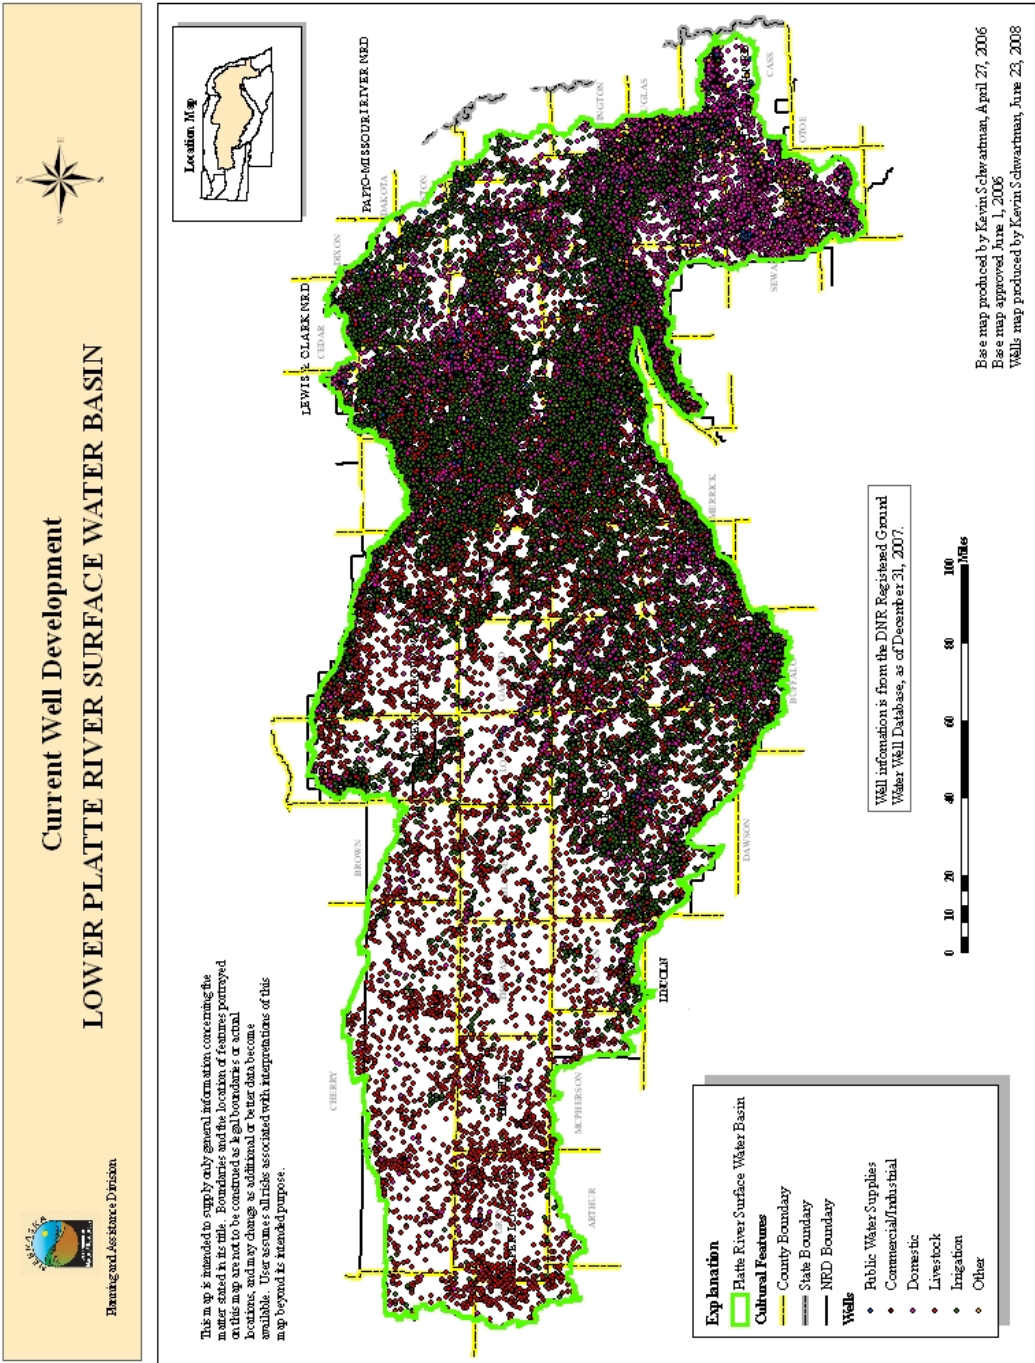 Current Well Development
LOWER PLATTE RIVER SURFACE WATER BASIN
Planning and Assistance Division
N
E
S
W
Location Map
This map is intended to supply only general information concerning the
matter stated in its title. Boundaries and the location of features portrayed
on this map are not to be construed as legal boundaries or actual
locations, and may change as additional or better data become
available. User assumes all risks associated with interpretations of this
map beyond its intended purpose.
PAPIO-MISSOURI RIVER NRD
LEWIS & CLARK NRD
DAKOTA
DIXON
CEDAR
BROWN
CHERRY
INGTON
GLAS
CASS
OTOE
SEWA
MERRICK
BUFFALO
DAWSON
LINCOLN
MCPHERSON
ARTHUR
Well infomation is from the DNR Registered Ground
Water Well Database, as of December 31, 2007.
0 10 20 40 60 80 100
Miles
Explanation
Platte River Surface Water Basin
Cultural Features
County Boundary
State Boundary
NRD Boundary
Wells
Public Water Supplies
Commercial/Industrial
Domestic
Livestock
Irrigation
Other
Base map produced by Kevin Schwartman, April 27, 2006
Base map approved June 1, 2006
Wells map produced by Kevin Schwartman, June 23, 2008